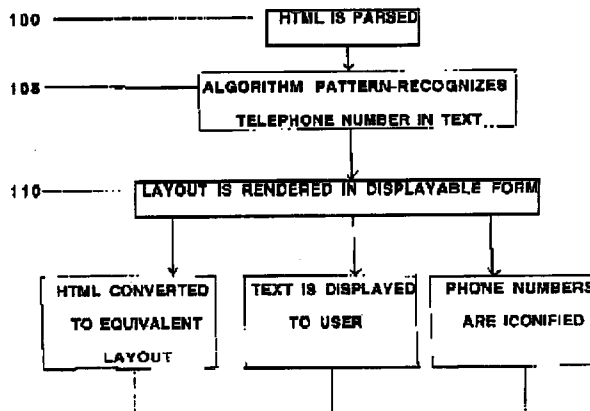 100 HTML IS PARSED
105 ALGORITHM PATTERN-RECOGNIZES
TELEPHONE NUMBER IN TEXT
110 LAYOUT IS RENDERED IN DISPLAYABLE FORM
HTML CONVERTED
TO EQUIVALENT
LAYOUT
TEXT IS DISPLAYED
TO USER
PHONE NUMBERS
ARE ICONIFIED